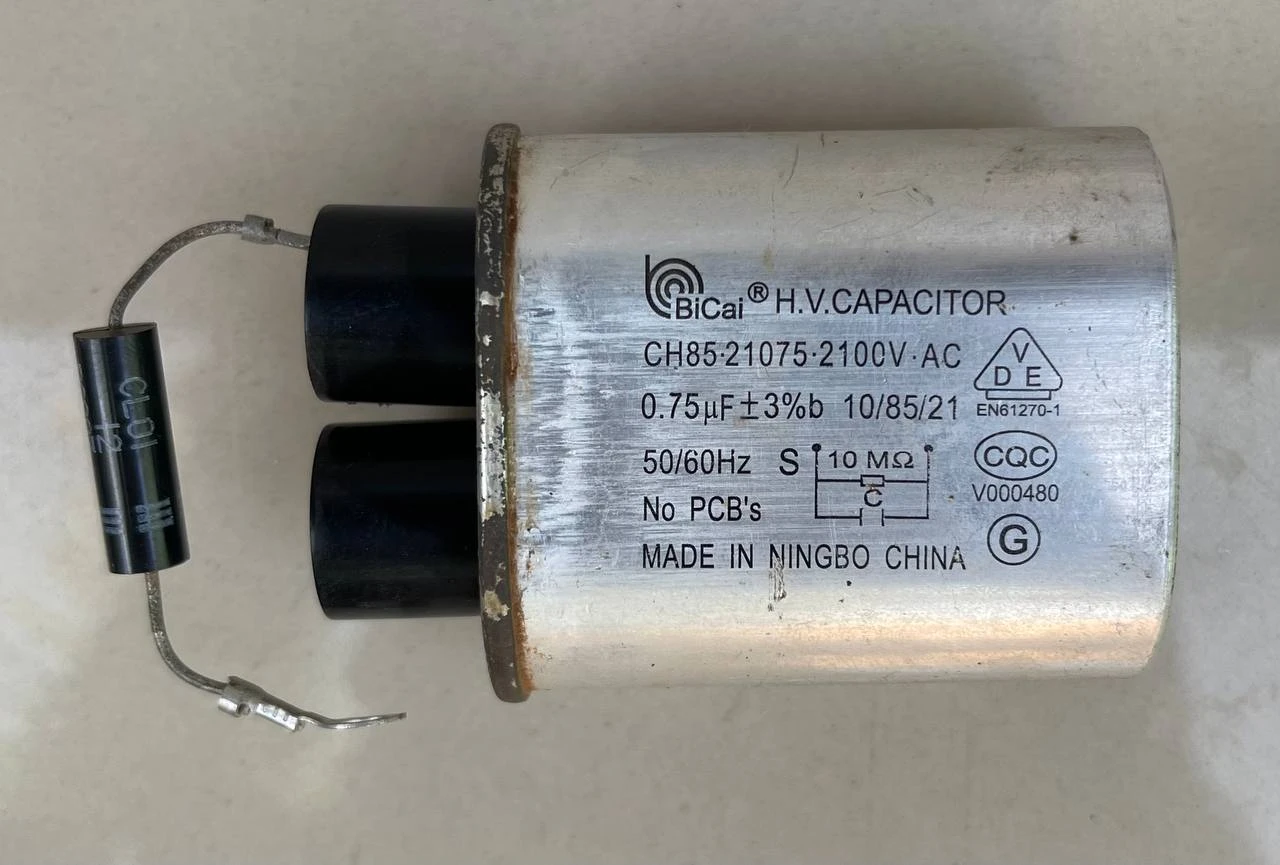 BiCai® H.V.CAPACITOR
CH85·21075·2100V·AC
0.75μF±3%b 10/85/21
50/60Hz S 10 MΩ
C
No PCB's
MADE IN NINGBO CHINA
VDE
EN61270-1
CQC
V000480
G
CL01
12